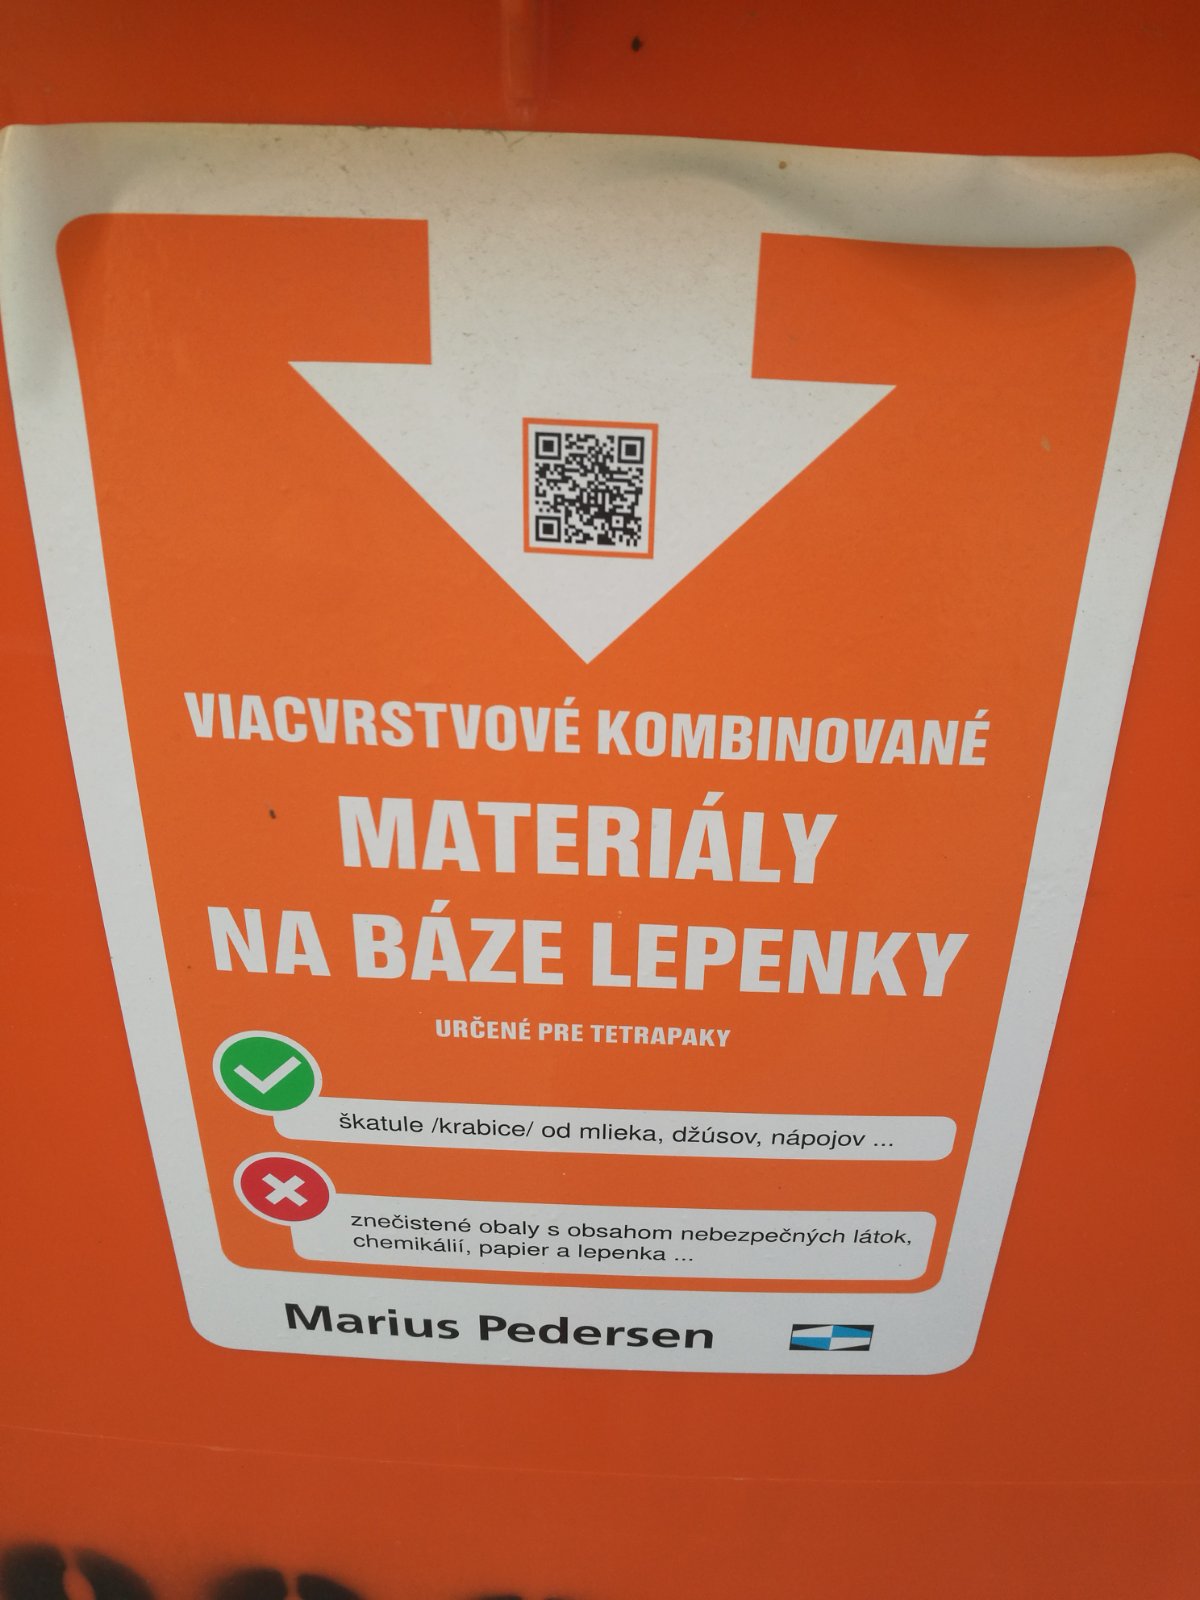 VIACVRSTVOVÉ KOMBINOVANÉ
MATERIÁLY
NA BÁZE LEPENKY
URČENÉ PRE TETRAPAKY
škatule /krabice/ od mlieka, džúsov, nápojov ...
znečistené obaly s obsahom nebezpečných látok,
chemikálií, papier a lepenka ...
Marius Pedersen